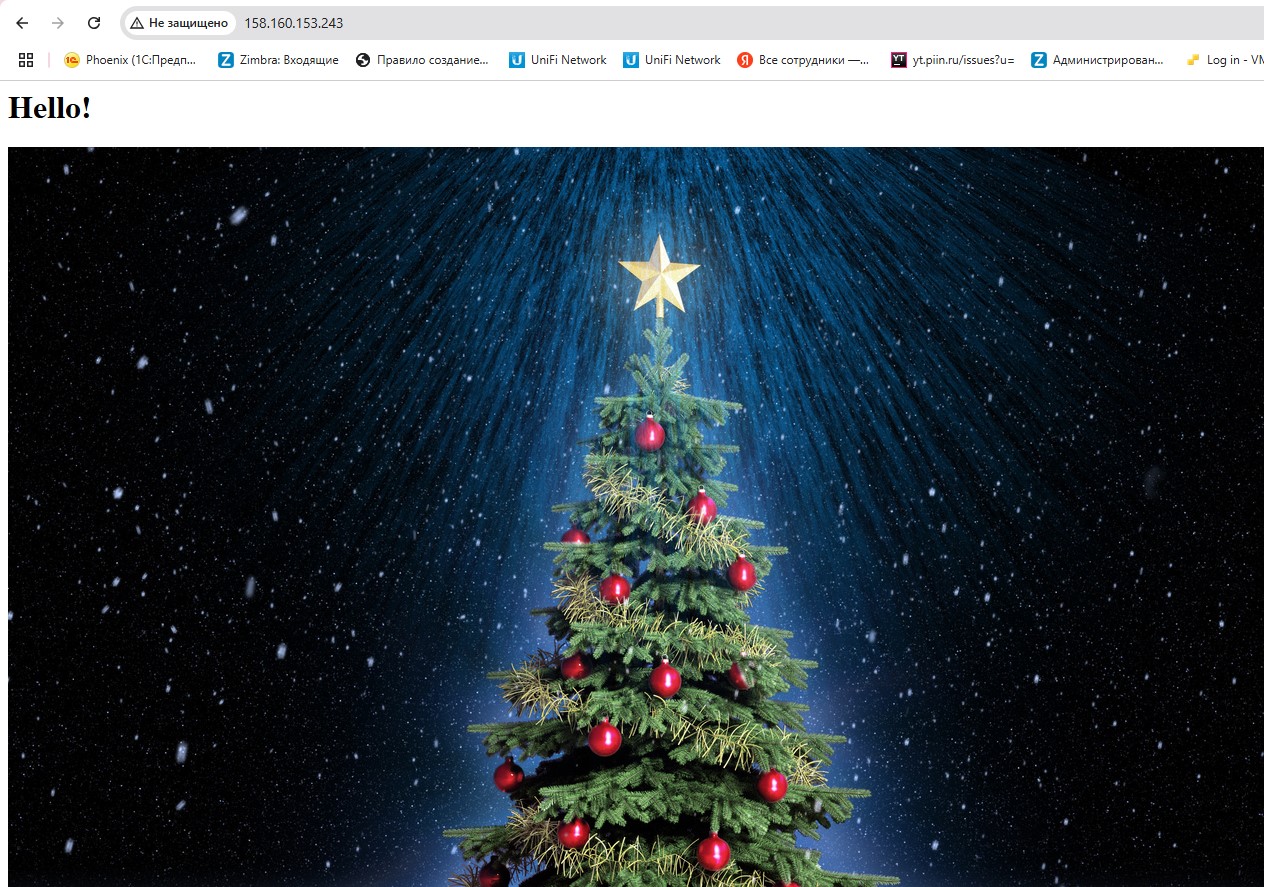 Не защищено 158.160.153.243
Phoenix (1С:Предп... Zimbra: Входящие Правило создание... UniFi Network UniFi Network Все сотрудники —... yt.piin.ru/issues?u= Администрирован... Log in - VM
Hello!